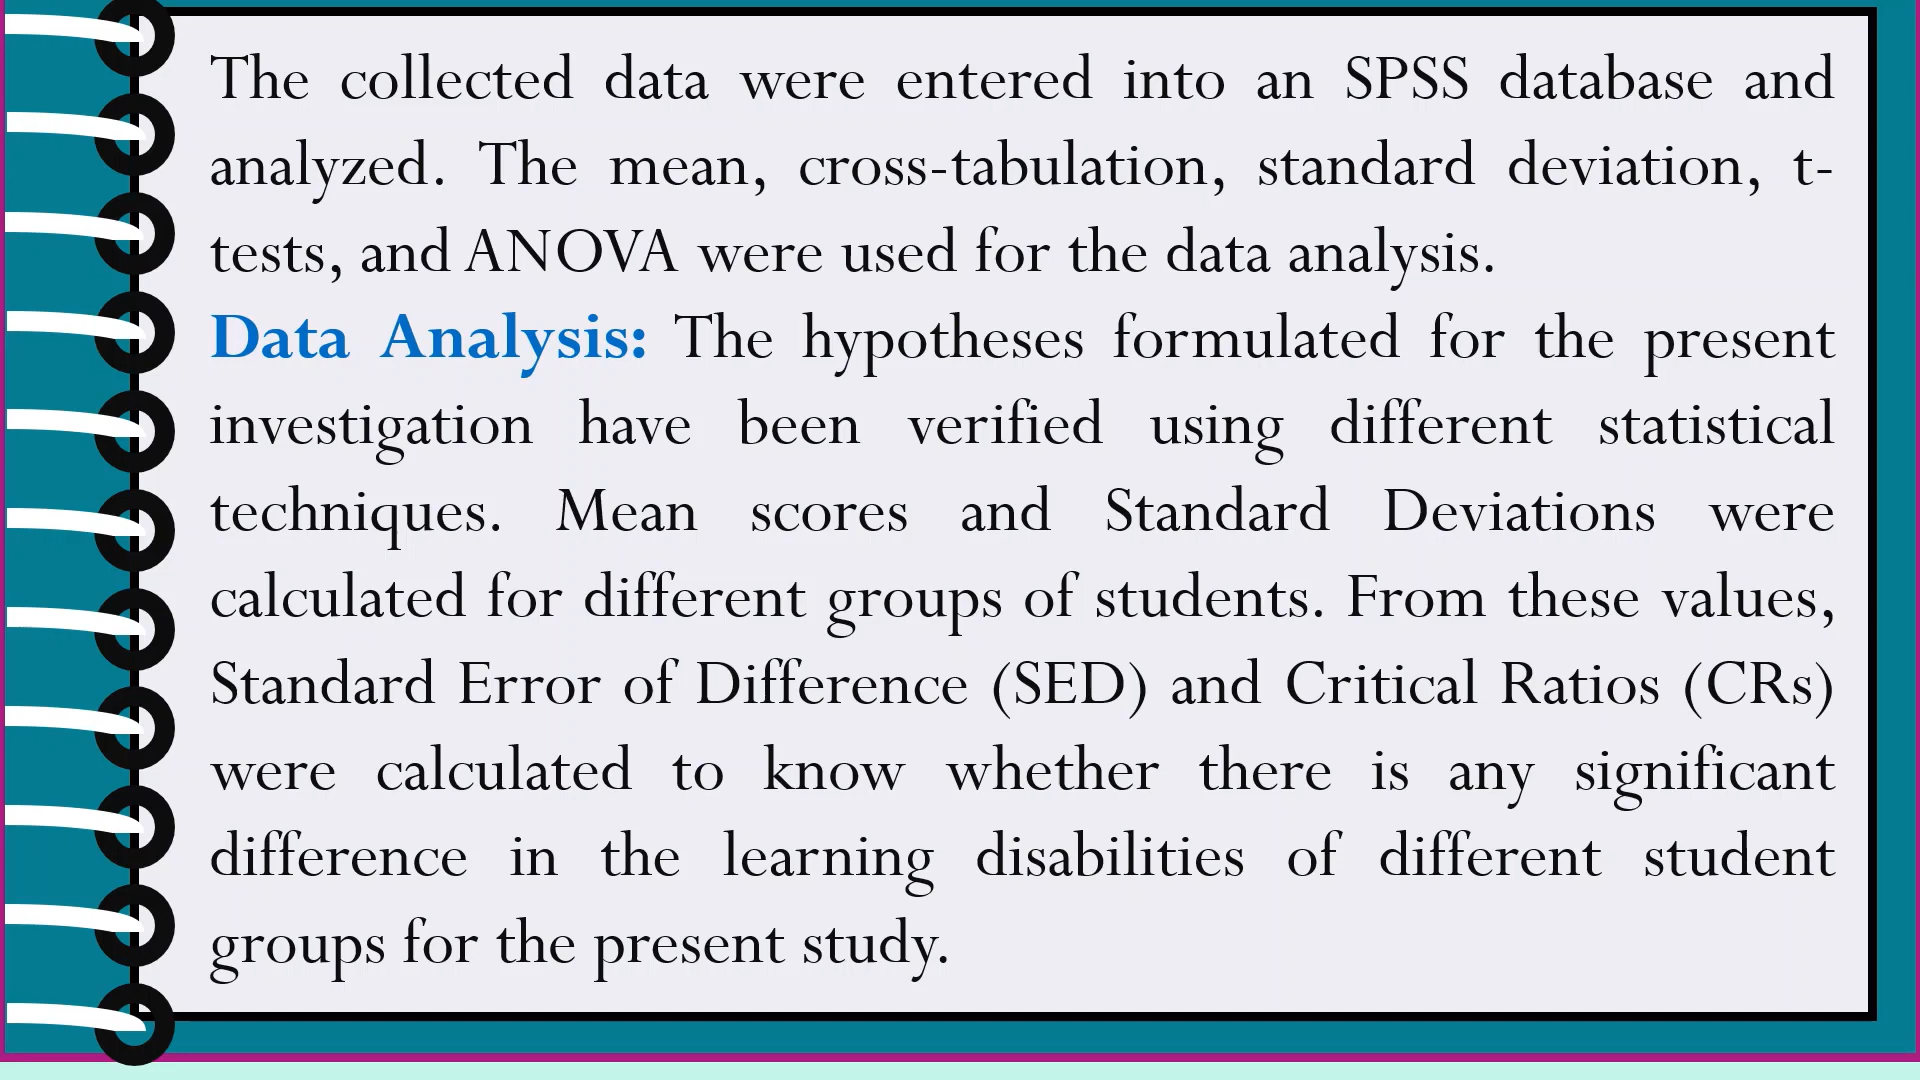 The collected data were entered into an SPSS database and
analyzed. The mean, cross-tabulation, standard deviation, t-
tests, and ANOVA were used for the data analysis.
Data Analysis: The hypotheses formulated for the present
investigation have been verified using different statistical
techniques. Mean scores and Standard Deviations were
calculated for different groups of students. From these values,
Standard Error of Difference (SED) and Critical Ratios (CRs)
were calculated to know whether there is any significant
difference in the learning disabilities of different student
groups for the present study.